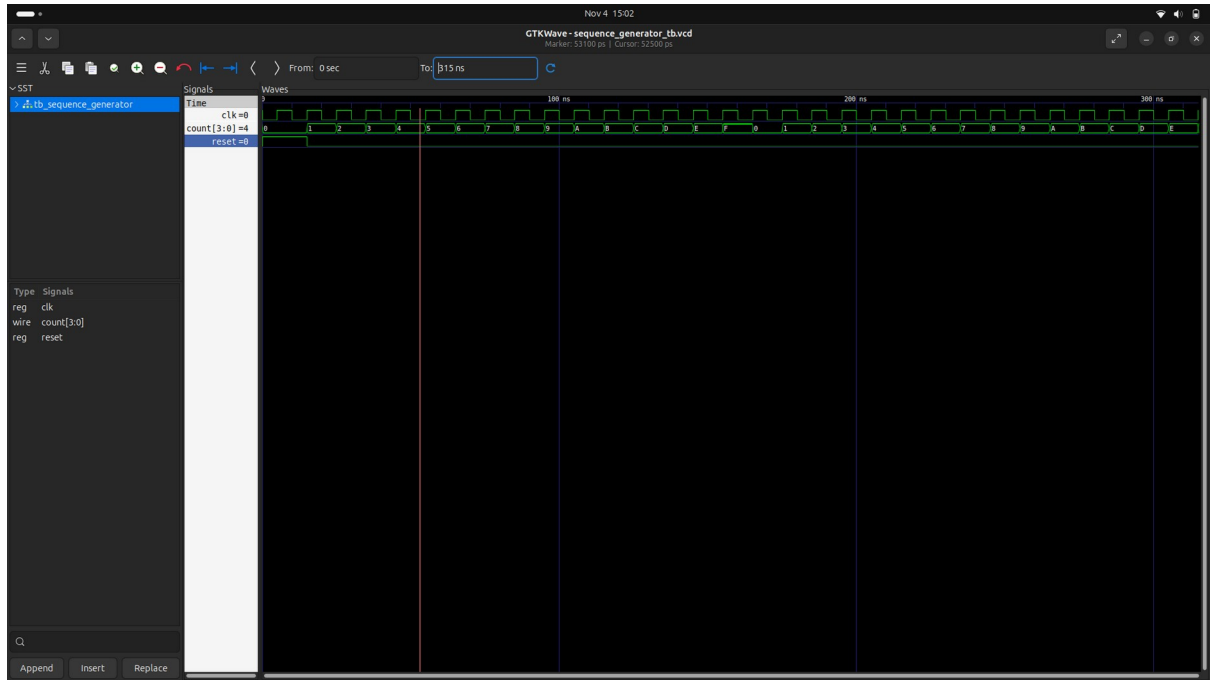 Nov 4 15:02
GTKWave - sequence_generator_tb.vcd
Marker: 53100 ps | Cursor: 52500 ps
From: 0 sec To: 315 ns
SST
tb_sequence_generator
Type Signals
reg clk
wire count[3:0]
reg reset
Append Insert Replace
Signals
Time
clk=0
count[3:0]=4
reset=0
Waves
100 ns 200 ns 300 ns
0 1 2 3 4 5 6 7 8 9 A B C D E F 0 1 2 3 4 5 6 7 8 9 A B C D E